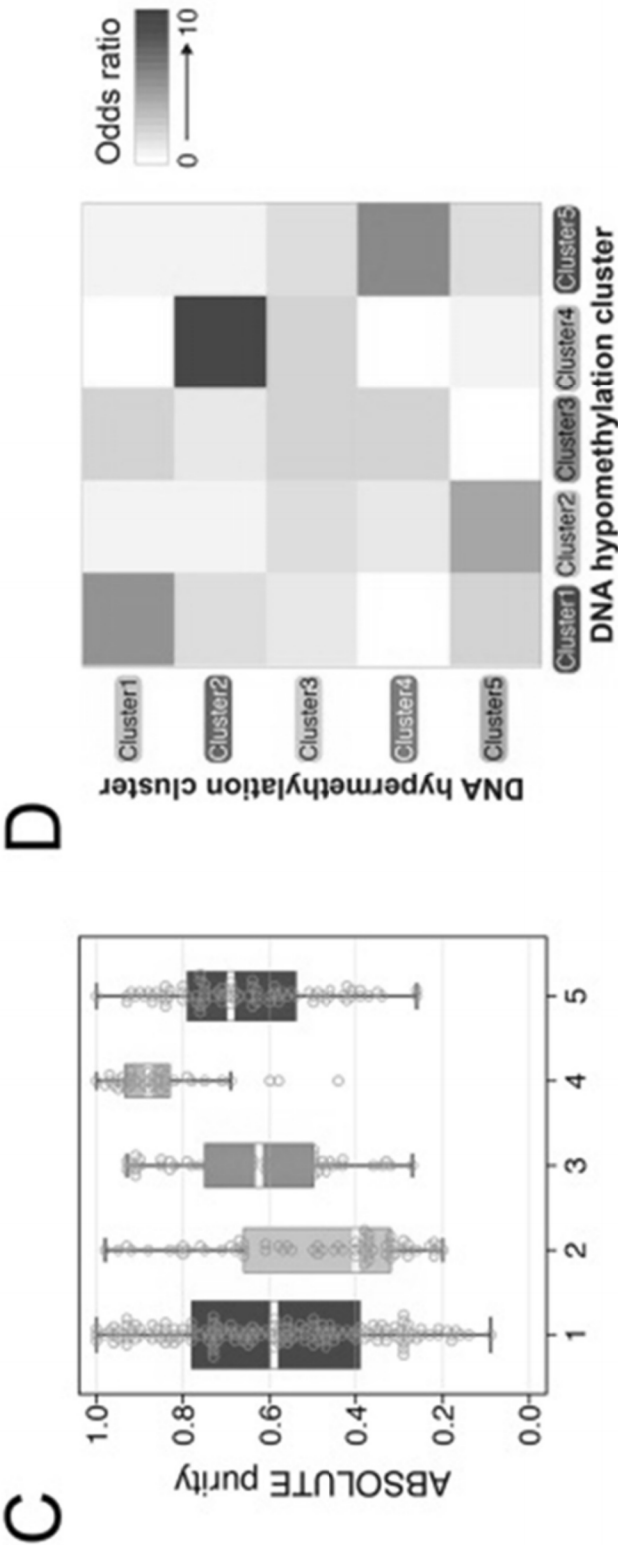 C
ABSOLUTE purity
1.0
0.8
0.6
0.4
0.2
0.0
1 2 3 4 5
D
DNA hypermethylation cluster
Cluster1
Cluster2
Cluster3
Cluster4
Cluster5
Cluster1 Cluster2 Cluster3 Cluster4 Cluster5
DNA hypomethylation cluster
Odds ratio
0 10